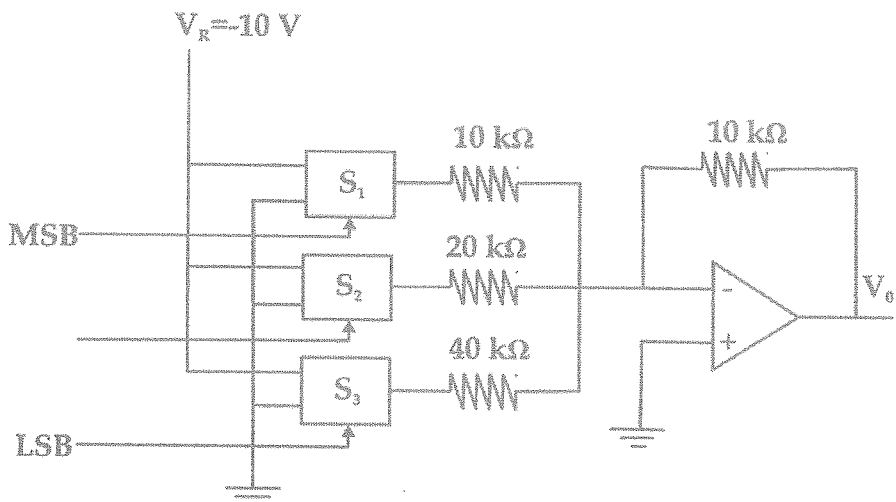 V_R=-10 V
10 kΩ
10 kΩ
S₁
MSB
20 kΩ
S₂
V₀
-
+
40 kΩ
S₃
LSB